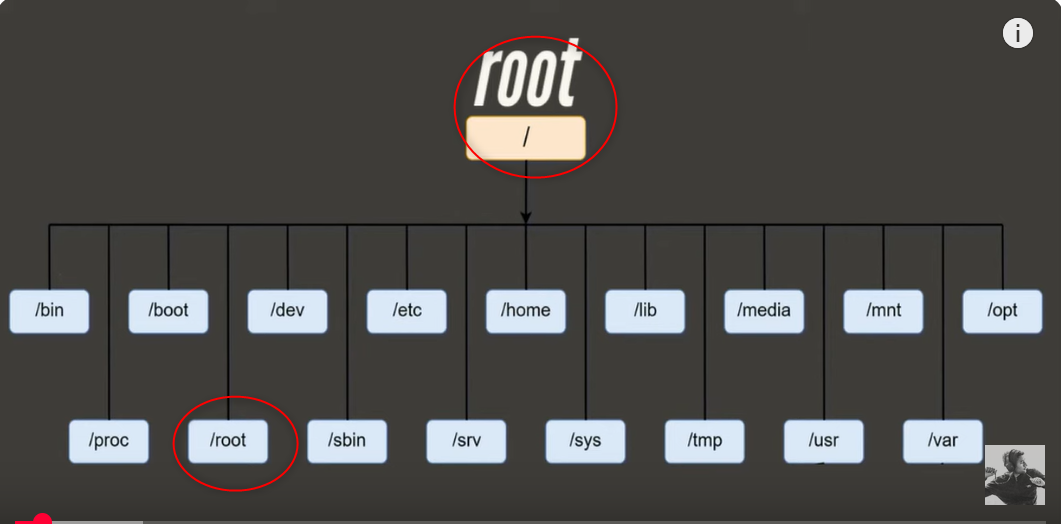 root
/
/bin
/boot
/dev
/etc
/home
/lib
/media
/mnt
/opt
/proc
/root
/sbin
/srv
/sys
/tmp
/usr
/var
i